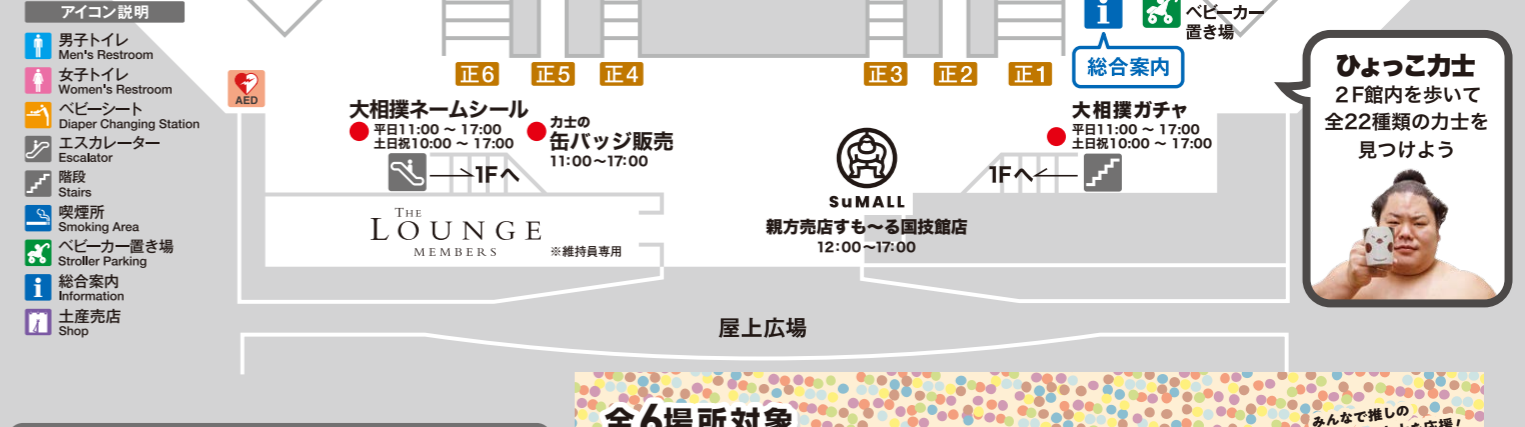 アイコン説明
男子トイレ
Men's Restroom
女子トイレ
Women's Restroom
ベビーシート
Diaper Changing Station
エスカレーター
Escalator
階段
Stairs
喫煙所
Smoking Area
ベビーカー置き場
Stroller Parking
総合案内
Information
土産売店
Shop
AED
正6
正5
正4
正3
正2
正1
ベビーカー
置き場
総合案内
大相撲ネームシール
平日11:00 ～ 17:00
土日祝10:00 ～ 17:00
力士の
缶バッジ販売
11:00～17:00
1Fへ
THE
LOUNGE
MEMBERS
※維持員専用
SuMALL
親方売店すも～る国技館店
12:00～17:00
大相撲ガチャ
平日11:00 ～ 17:00
土日祝10:00 ～ 17:00
1Fへ
ひょっこ力士
2F館内を歩いて
全22種類の力士を
見つけよう
屋上広場
全6場所対象
みんなで推しの